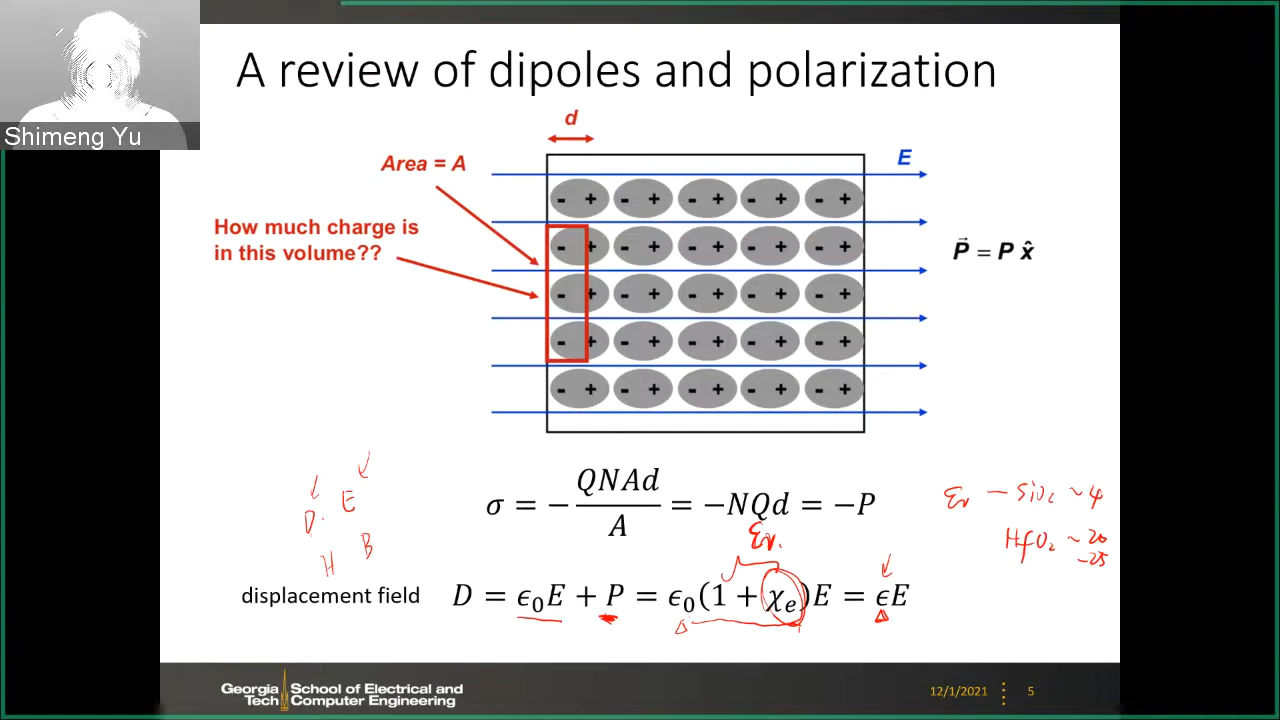 Shimeng Yu
A review of dipoles and polarization
d
Area = A
E
How much charge is
in this volume??
P⃗ = P x̂
- + - + - + - + - +
- + - + - + - + - +
- + - + - + - + - +
- + - + - + - + - +
- + - + - + - + - +
σ = − QNAd / A = −NQd = −P
D E
H B
εr — SiO2 ~ 4
HfO2 ~ 20
~25
εr.
displacement field D = ϵ0E + P = ϵ0(1 + χe)E = ϵE
Georgia Tech School of Electrical and Computer Engineering
12/1/2021 5